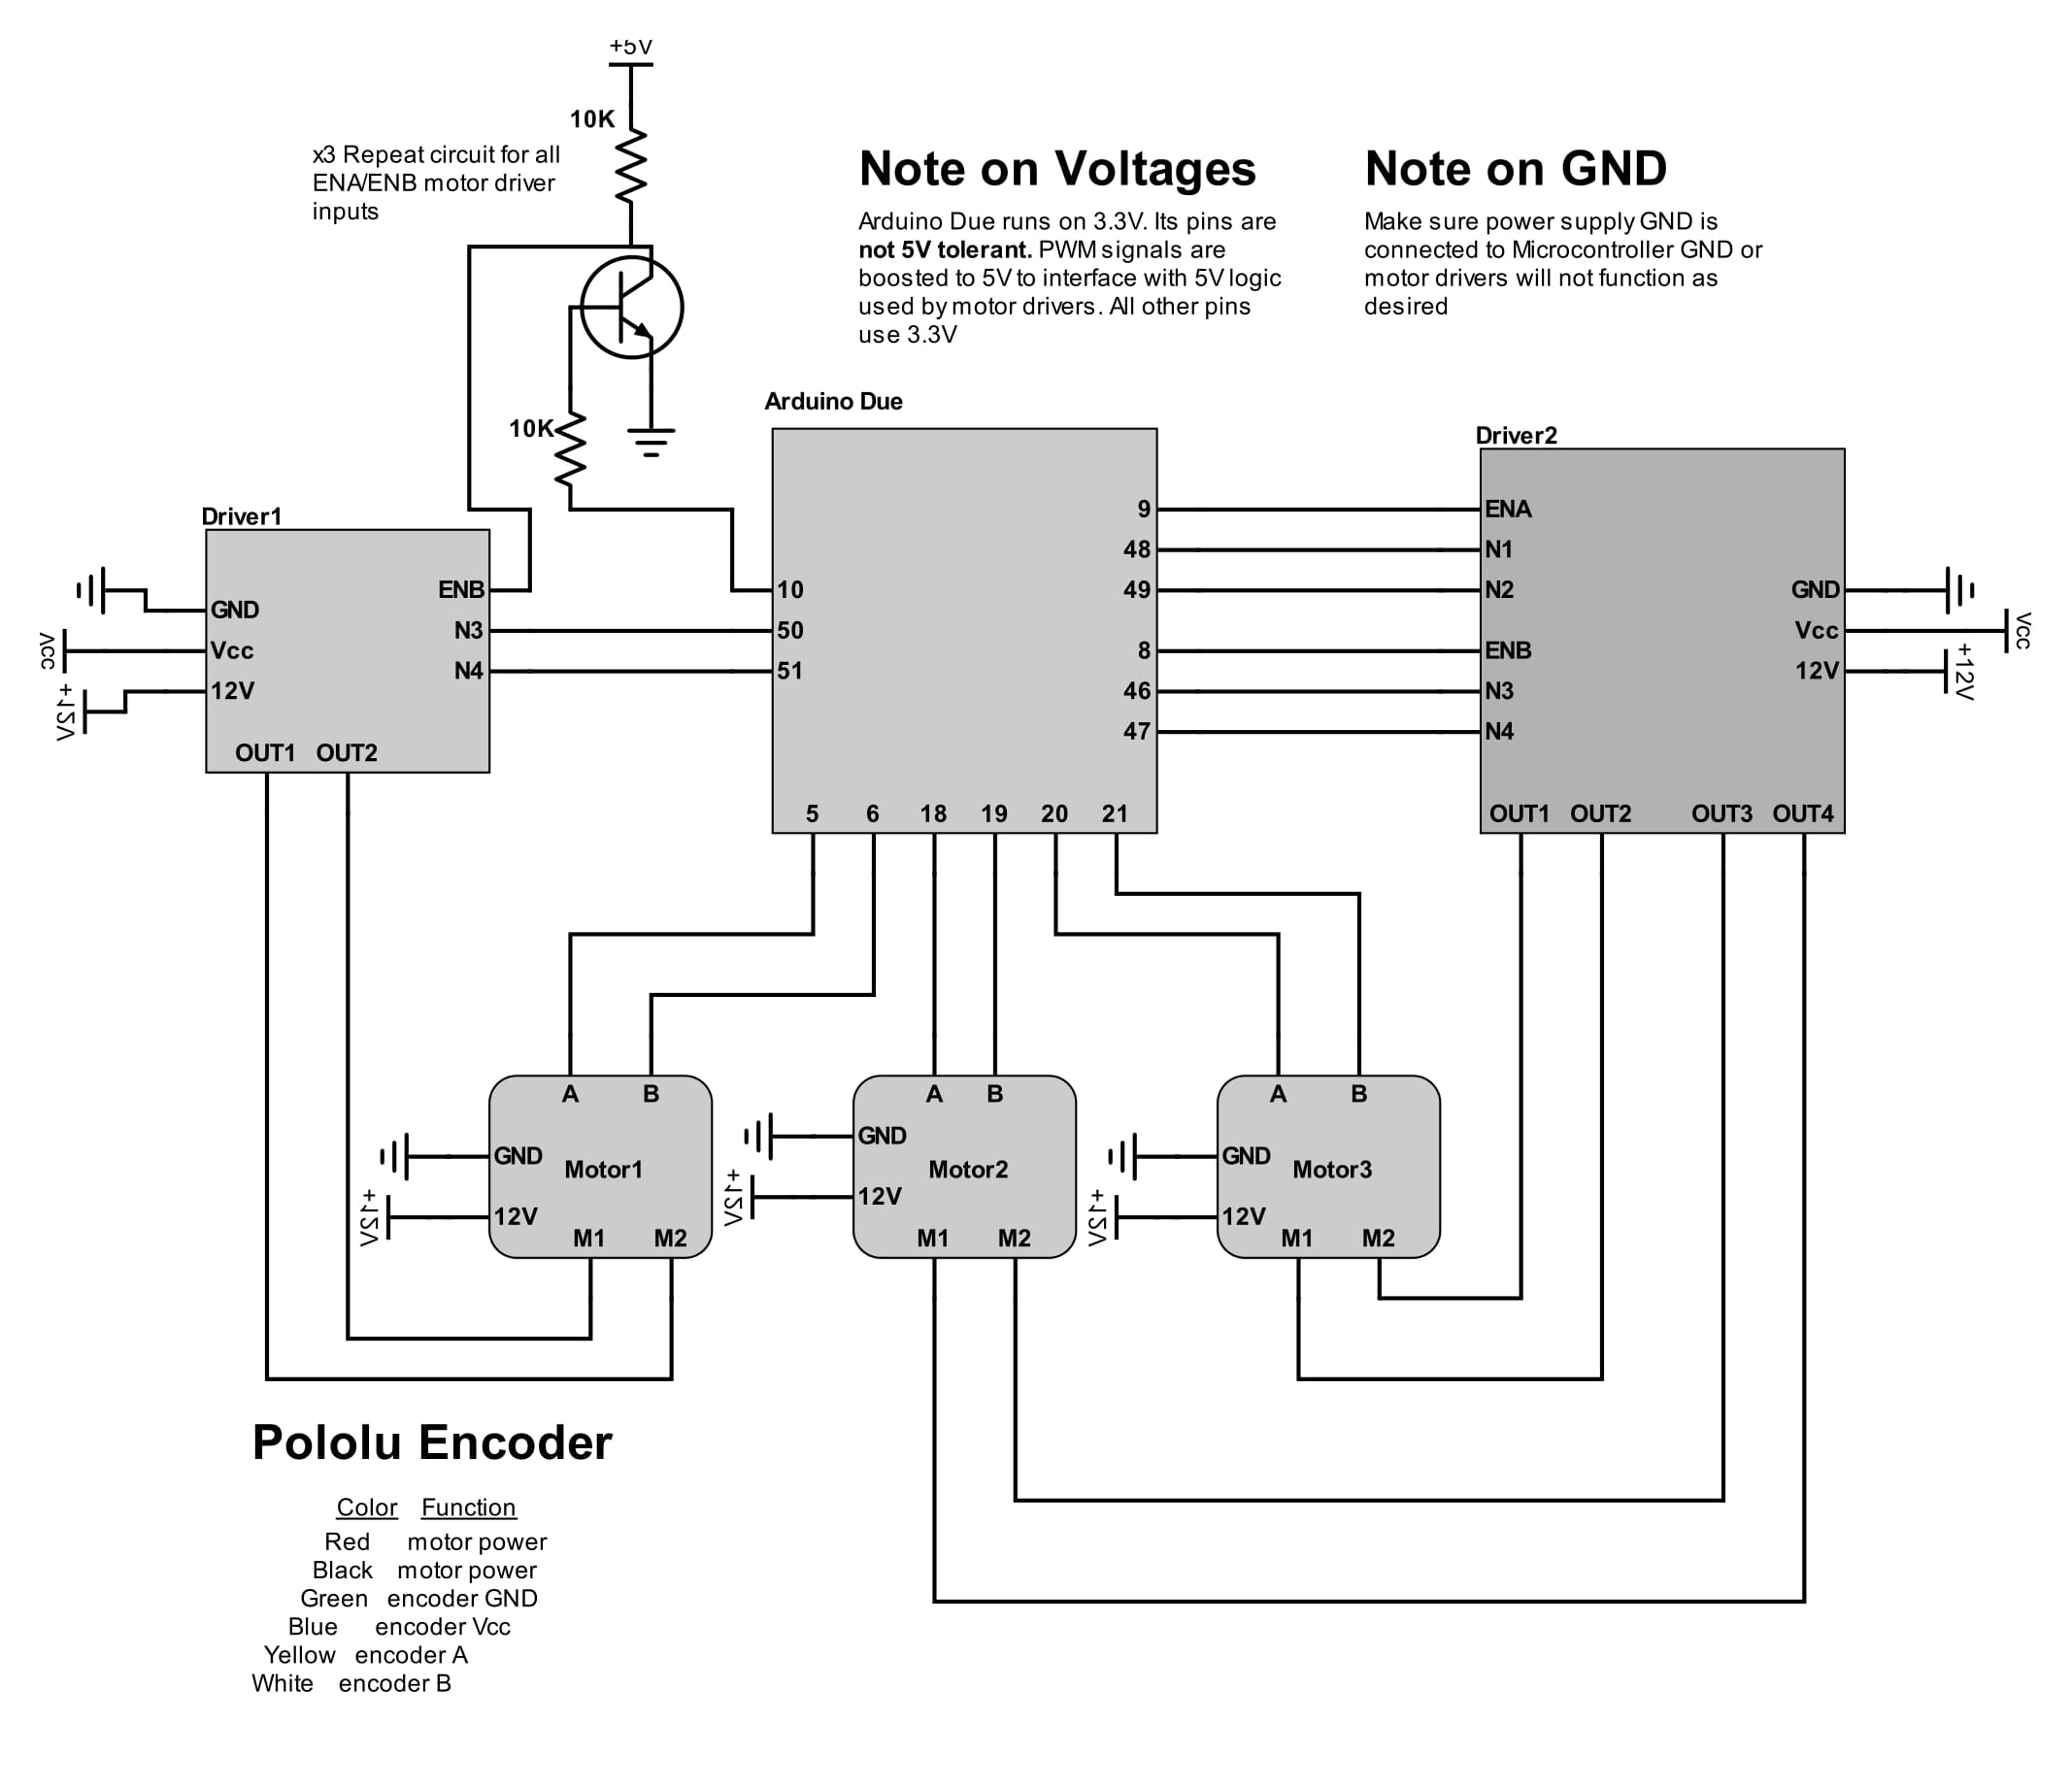 +5V
10K
x3 Repeat circuit for all
ENA/ENB motor driver
inputs
Note on Voltages
Arduino Due runs on 3.3V. Its pins are
not 5V tolerant. PWM signals are
boosted to 5V to interface with 5V logic
used by motor drivers. All other pins
use 3.3V
Note on GND
Make sure power supply GND is
connected to Microcontroller GND or
motor drivers will not function as
desired
10K
Arduino Due
Driver2
Driver1
9
ENA
48
N1
ENB
10
49
N2
GND
GND
N3
50
Vcc
Vcc
Vcc
Vcc
8
ENB
N4
51
12V
+12V
12V
+12V
46
N3
47
N4
OUT1 OUT2
5 6 18 19 20 21
OUT1 OUT2 OUT3 OUT4
A B
A B
A B
GND
GND
GND
Motor1
Motor2
Motor3
+12V
12V
+12V
12V
+12V
12V
M1 M2
M1 M2
M1 M2
Pololu Encoder
Color Function
Red motor power
Black motor power
Green encoder GND
Blue encoder Vcc
Yellow encoder A
White encoder B